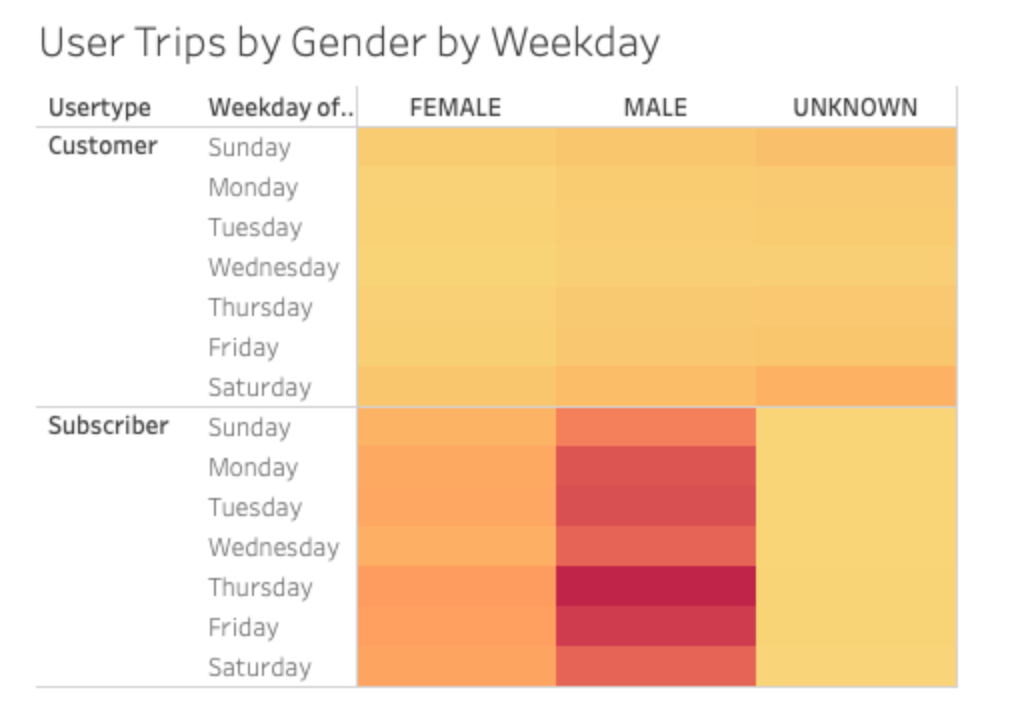 User Trips by Gender by Weekday
Usertype Weekday of.. FEMALE MALE UNKNOWN
Customer Sunday
Monday
Tuesday
Wednesday
Thursday
Friday
Saturday
Subscriber Sunday
Monday
Tuesday
Wednesday
Thursday
Friday
Saturday